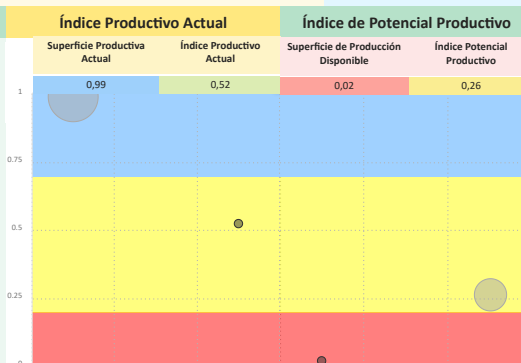 Índice Productivo Actual
Índice de Potencial Productivo
Superficie Productiva
Actual
Índice Productivo
Actual
Superficie de Producción
Disponible
Índice Potencial
Productivo
0,99
0,52
0,02
0,26
1
0.75
0.5
0.25
0